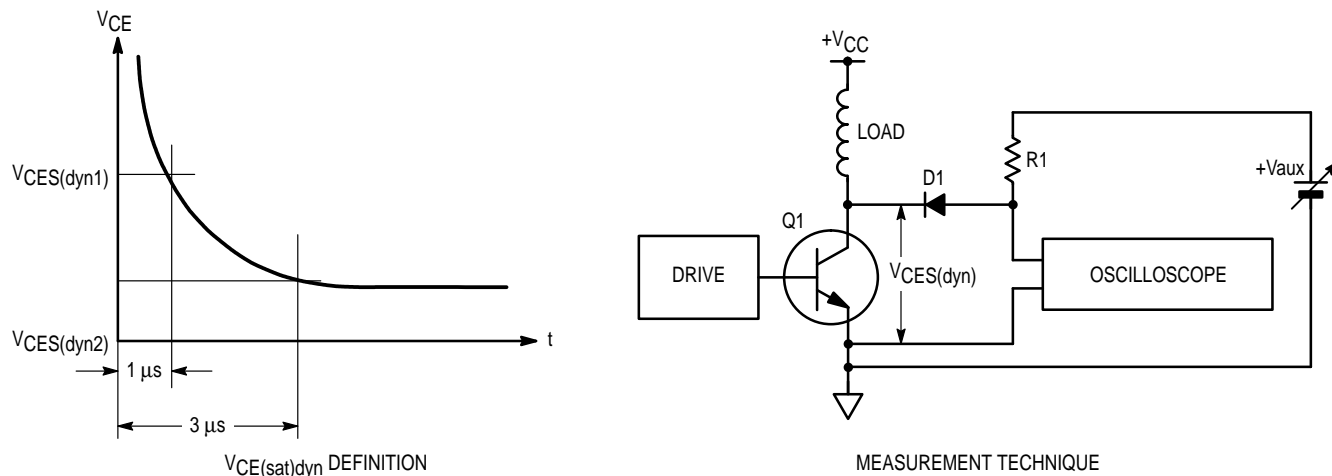 VCE
VCES(dyn1)
VCES(dyn2)
t
1 μs
3 μs
VCE(sat)dyn DEFINITION
+VCC
LOAD
R1
D1
+Vaux
Q1
DRIVE
VCES(dyn)
OSCILLOSCOPE
MEASUREMENT TECHNIQUE